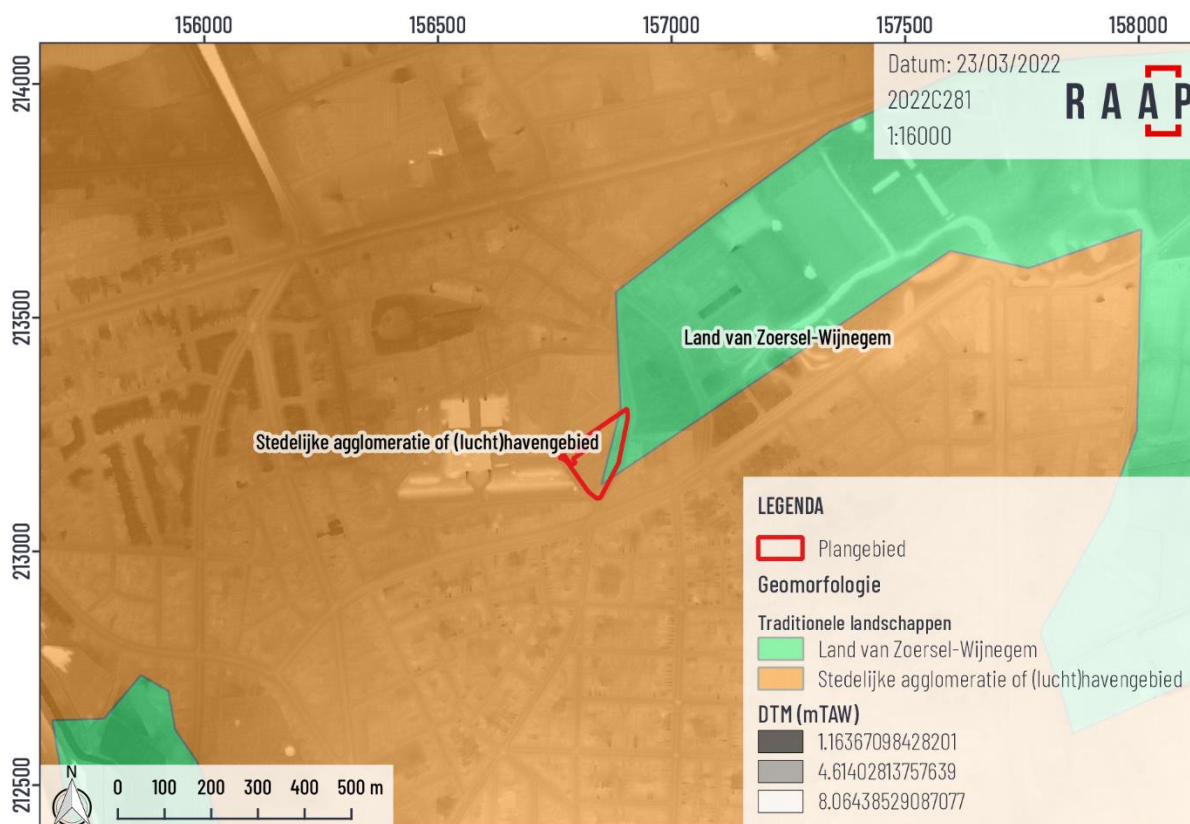 156000
156500
157000
157500
158000
214000
213500
213000
212500
Datum: 23/03/2022
2022C281
1:16000
RAAP
Land van Zoersel-Wijnegem
Stedelijke agglomeratie of (lucht)havengebied
LEGENDA
Plangebied
Geomorfologie
Traditionele landschappen
Land van Zoersel-Wijnegem
Stedelijke agglomeratie of (lucht)havengebied
DTM (mTAW)
1.16367098428201
4.61402813757639
8.06438529087077
N
0 100 200 300 400 500 m